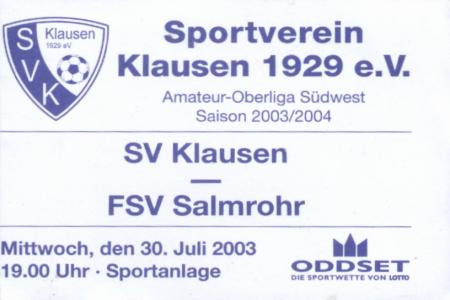 SVK
Klausen
1929 eV
Sportverein
Klausen 1929 e.V.
Amateur-Oberliga Südwest
Saison 2003/2004
SV Klausen
—
FSV Salmrohr
Mittwoch, den 30. Juli 2003
19.00 Uhr · Sportanlage
ODDSET
DIE SPORTWETTE VON LOTTO